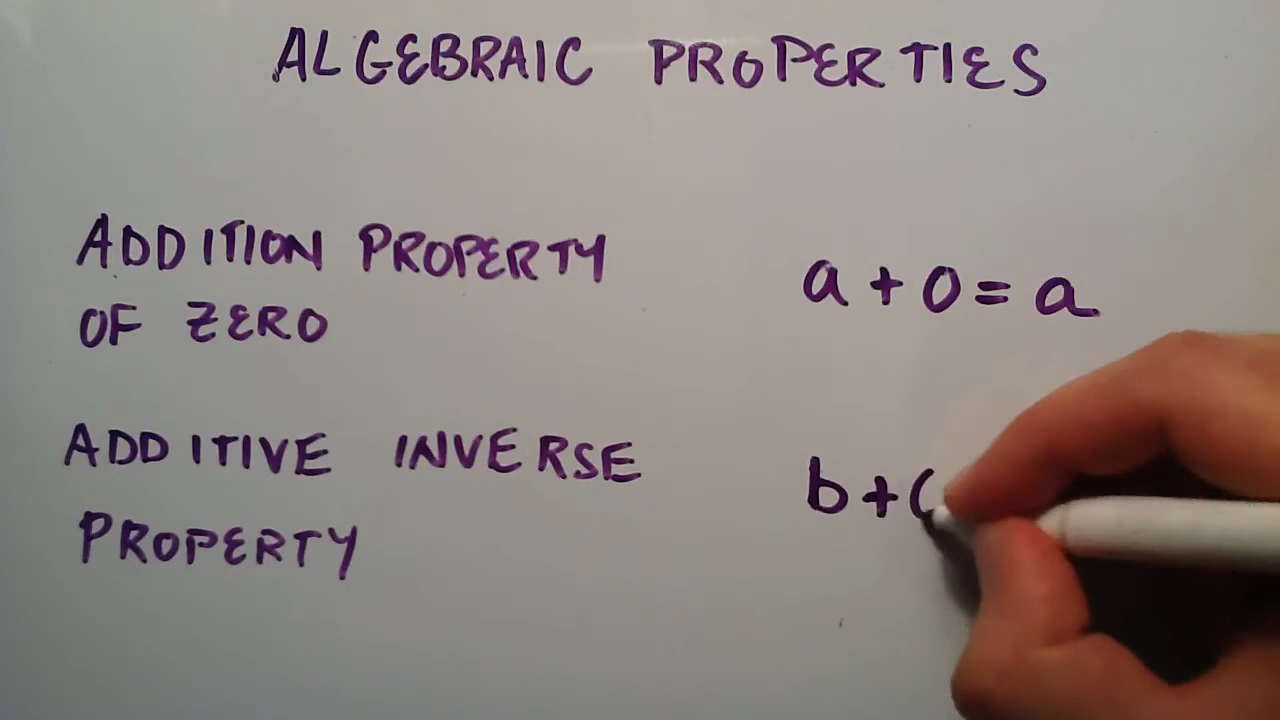 ALGEBRAIC PROPERTIES
ADDITION PROPERTY
OF ZERO
a + 0 = a
ADDITIVE INVERSE
PROPERTY
b + (